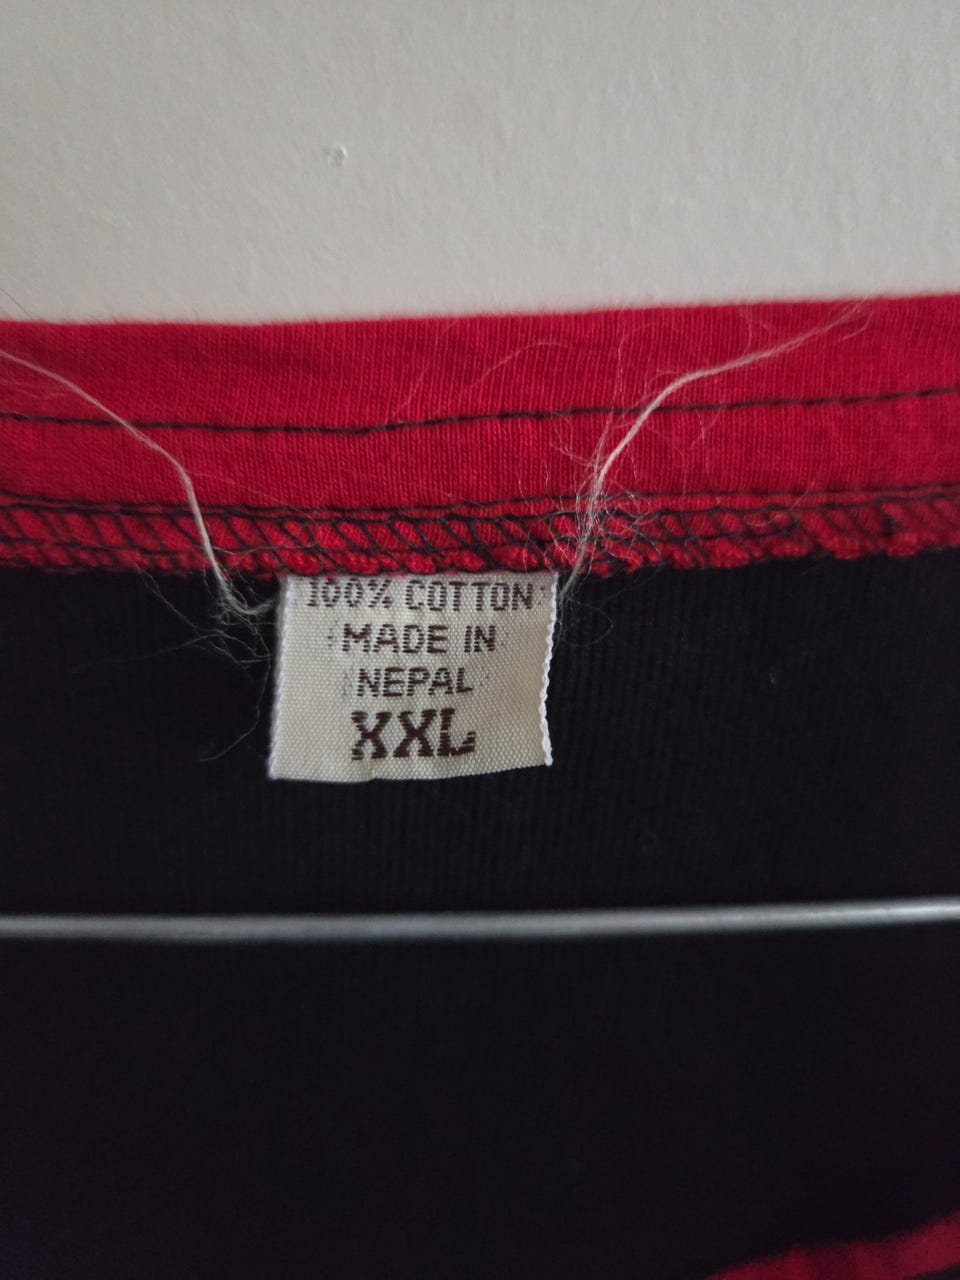 100% COTTON
MADE IN
NEPAL
XXL